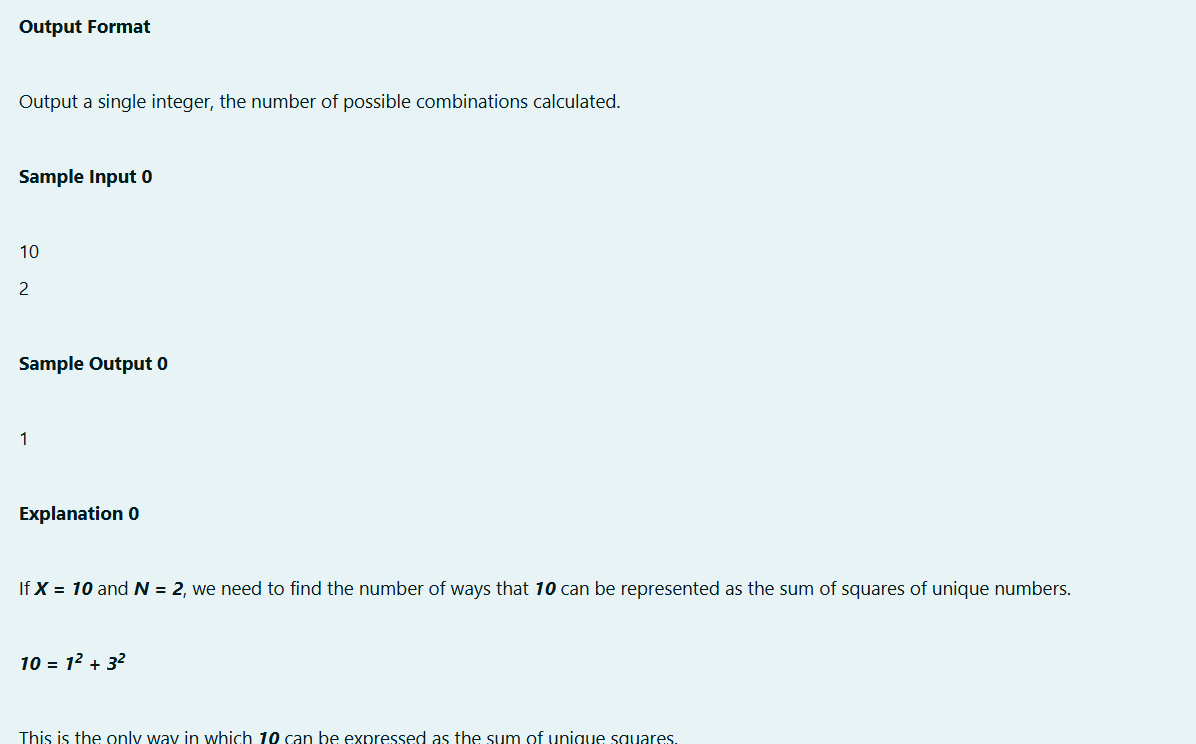 Output Format
Output a single integer, the number of possible combinations calculated.
Sample Input 0
10
2
Sample Output 0
1
Explanation 0
If X = 10 and N = 2, we need to find the number of ways that 10 can be represented as the sum of squares of unique numbers.
10 = 1² + 3²
This is the only way in which 10 can be expressed as the sum of unique squares.